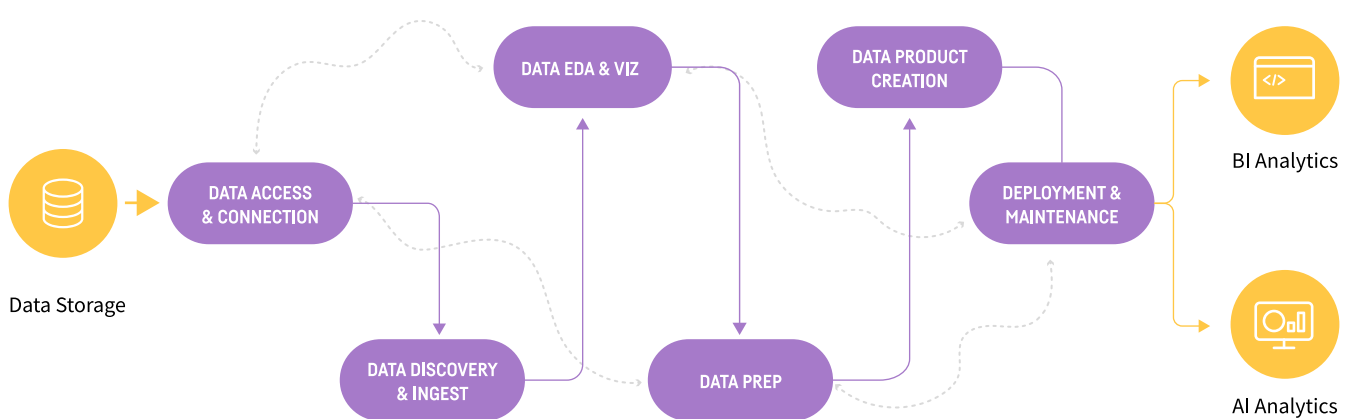 DATA EDA & VIZ
DATA PRODUCT
CREATION
</>
BI Analytics
DATA ACCESS
& CONNECTION
DEPLOYMENT &
MAINTENANCE
Data Storage
DATA DISCOVERY
& INGEST
DATA PREP
AI Analytics